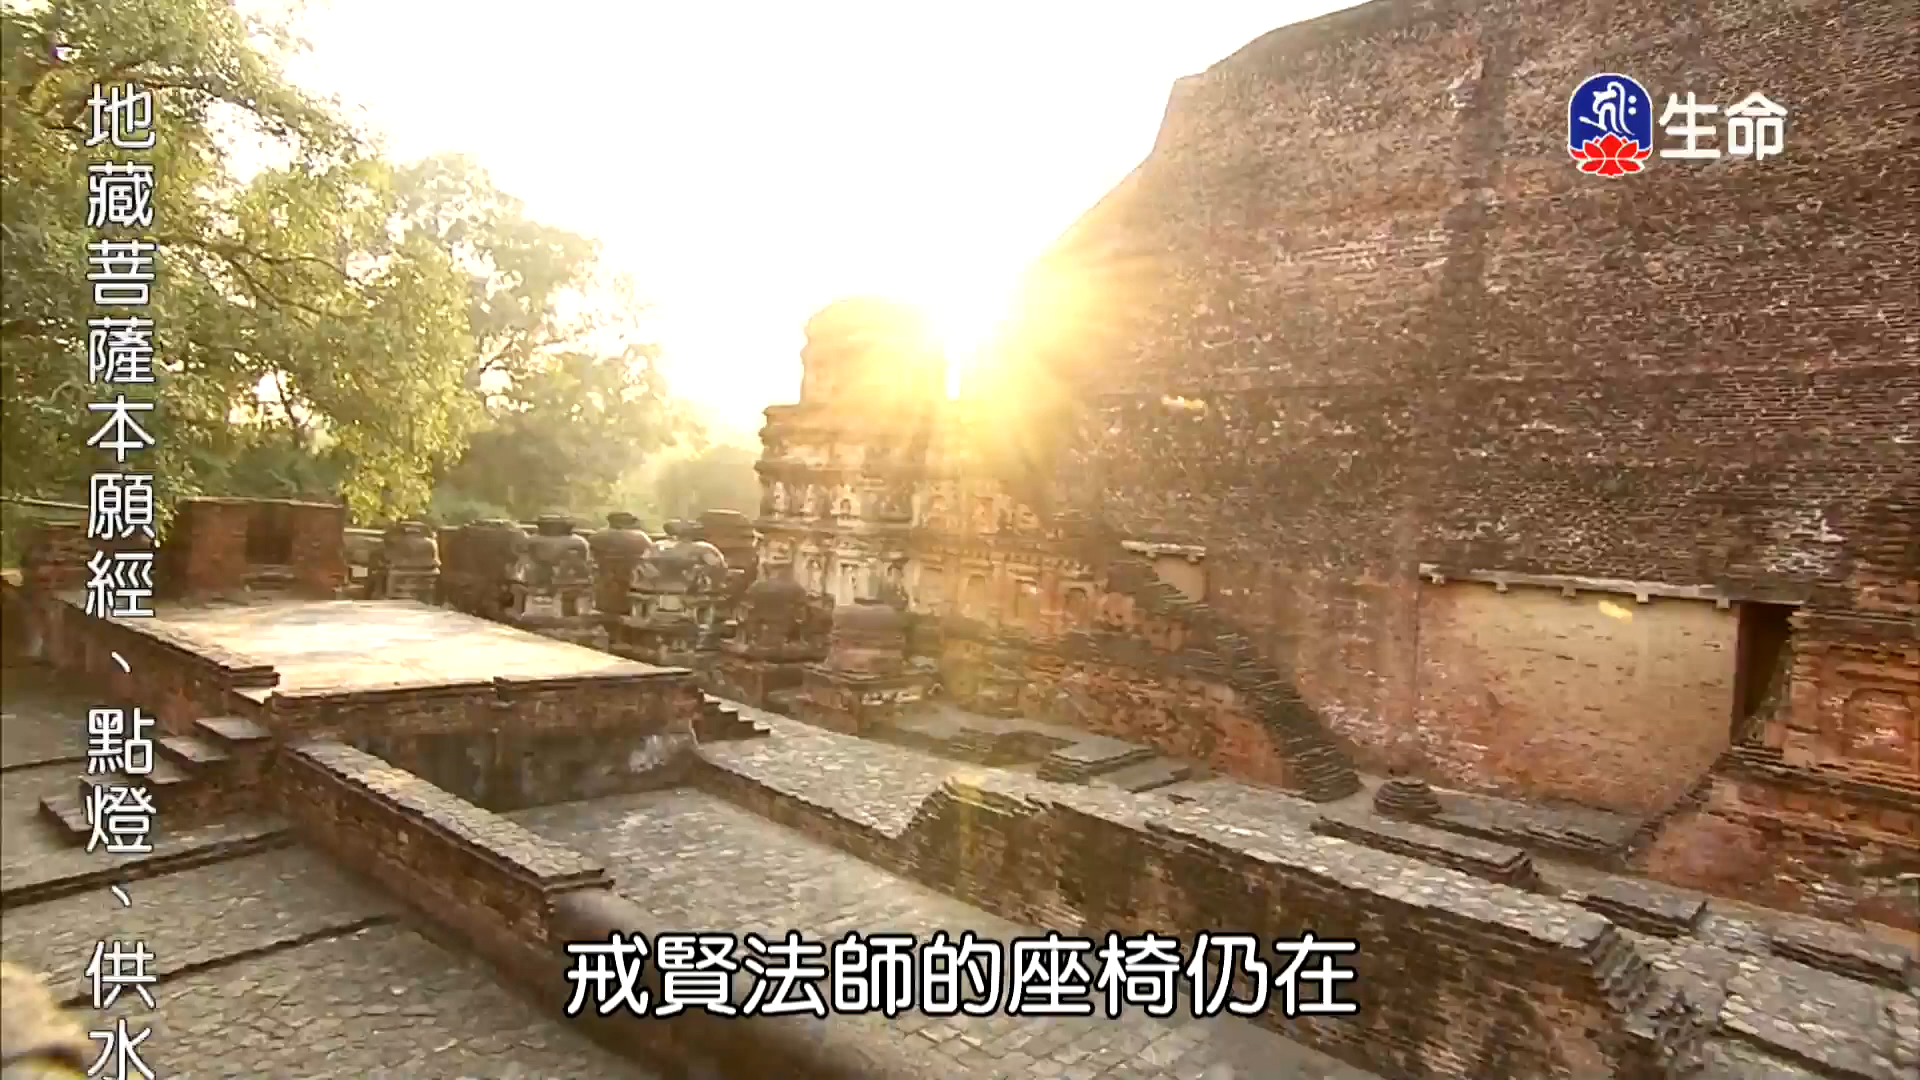 地藏菩薩本願經、點燈、供水
生命
戒賢法師的座椅仍在